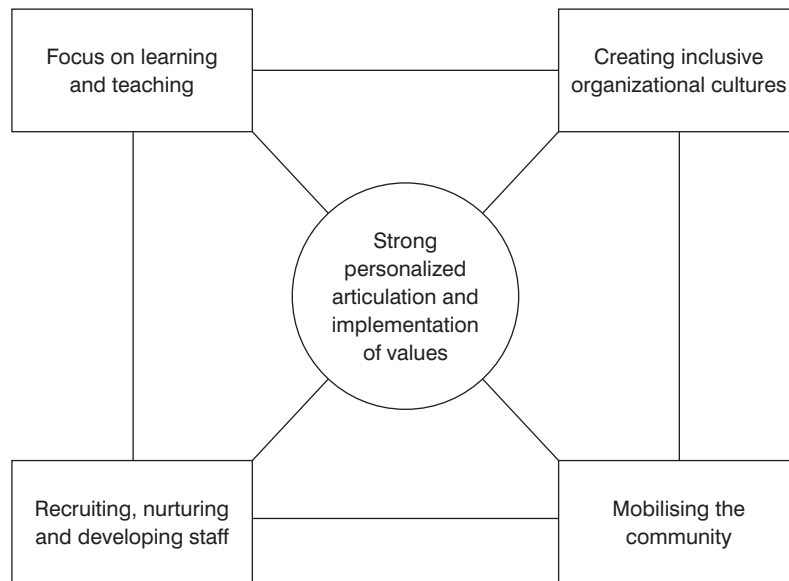 Focus on learning
and teaching
Creating inclusive
organizational cultures
Strong
personalized
articulation and
implementation
of values
Recruiting, nurturing
and developing staff
Mobilising the
community